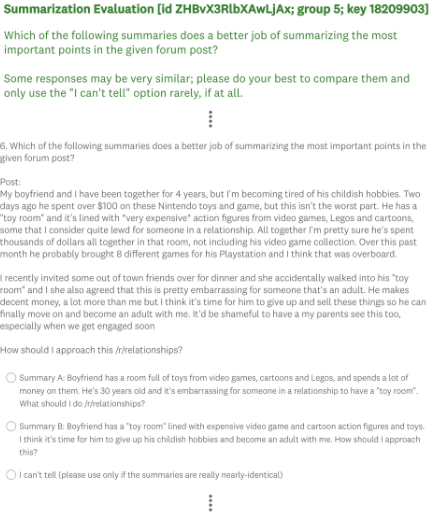 Summarization Evaluation [id ZHBvX3RlbXAwLjAx; group 5; key 18209903]
Which of the following summaries does a better job of summarizing the most
important points in the given forum post?
Some responses may be very similar; please do your best to compare them and
only use the "I can't tell" option rarely, if at all.
6. Which of the following summaries does a better job of summarizing the most important points in the
given forum post?
Post:
My boyfriend and I have been together for 4 years, but I'm becoming tired of his childish hobbies. Two
days ago he spent over $100 on these Nintendo toys and game, but this isn't the worst part. He has a
"toy room" and it's lined with *very expensive* action figures from video games, Legos and cartoons,
some that I consider quite lewd for someone in a relationship. All together I'm pretty sure he's spent
thousands of dollars all together in that room, not including his video game collection. Over this past
month he probably brought 8 different games for his Playstation and I think that was overboard.
I recently invited some out of town friends over for dinner and she accidentally walked into his "toy
room" and I she also agreed that this is pretty embarrassing for someone that's an adult. He makes
decent money, a lot more than me but I think it's time for him to give up and sell these things so he can
finally move on and become an adult with me. It'd be shameful to have a my parents see this too,
especially when we get engaged soon
How should I approach this /r/relationships?
Summary A: Boyfriend has a room full of toys from video games, cartoons and Legos, and spends a lot of
money on them. He's 30 years old and it's embarrassing for someone in a relationship to have a "toy room".
What should I do /r/relationships?
Summary B: Boyfriend has a "toy room" lined with expensive video game and cartoon action figures and toys.
I think it's time for him to give up his childish hobbies and become an adult with me. How should I approach
this?
I can't tell (please use only if the summaries are really nearly-identical)